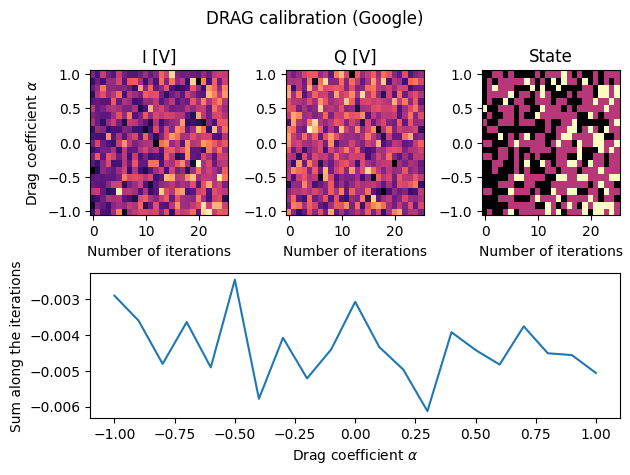 DRAG calibration (Google)
I [V]
Q [V]
State
Drag coefficient α
1.0
0.5
0.0
−0.5
−1.0
1.0
0.5
0.0
−0.5
−1.0
1.0
0.5
0.0
−0.5
−1.0
0 10 20
0 10 20
0 10 20
Number of iterations
Number of iterations
Number of iterations
Sum along the iterations
−0.003
−0.004
−0.005
−0.006
−1.00 −0.75 −0.50 −0.25 0.00 0.25 0.50 0.75 1.00
Drag coefficient α